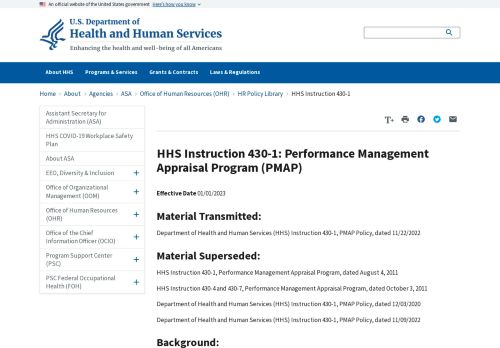 An official website of the United States government Here's how you know
U.S. Department of
Health and Human Services
Enhancing the health and well-being of all Americans
About HHS Programs & Services Grants & Contracts Laws & Regulations
Home › About › Agencies › ASA › Office of Human Resources (OHR) › HR Policy Library › HHS Instruction 430-1
Assistant Secretary for
Administration (ASA)
HHS COVID-19 Workplace Safety
Plan
About ASA
EEO, Diversity & Inclusion +
Office of Organizational
Management (OOM) +
Office of Human Resources
(OHR) +
Office of the Chief
Information Officer (OCIO) +
Program Support Center
(PSC) +
PSC Federal Occupational
Health (FOH) +
T+
HHS Instruction 430-1: Performance Management
Appraisal Program (PMAP)
Effective Date 01/01/2023
Material Transmitted:
Department of Health and Human Services (HHS) Instruction 430-1, PMAP Policy, dated 11/22/2022
Material Superseded:
HHS Instruction 430-1, Performance Management Appraisal Program, dated August 4, 2011
HHS Instruction 430-4 and 430-7, Performance Management Appraisal Program, dated October 3, 2011
Department of Health and Human Services (HHS) Instruction 430-1, PMAP Policy, dated 12/03/2020
Department of Health and Human Services (HHS) Instruction 430-1, PMAP Policy, dated 11/09/2022
Background: